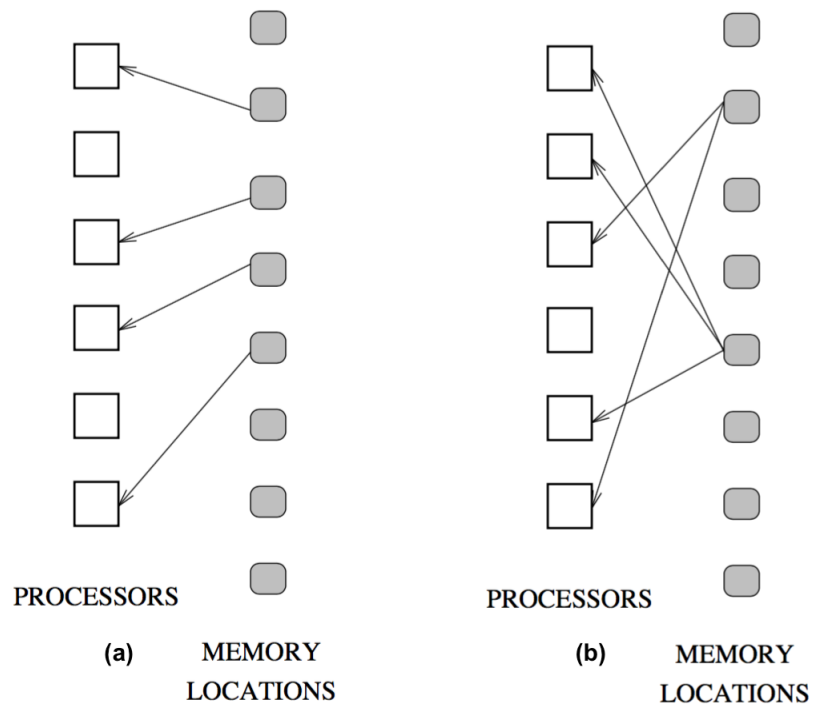 PROCESSORS
(a)
MEMORY
LOCATIONS
PROCESSORS
(b)
MEMORY
LOCATIONS